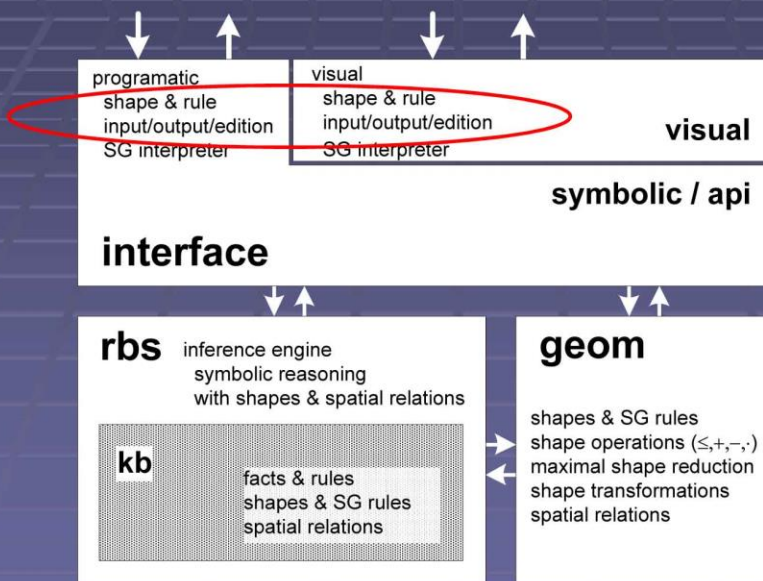 programatic
shape & rule
input/output/edition
SG interpreter
visual
shape & rule
input/output/edition
SG interpreter
visual
symbolic / api
interface
rbs
inference engine
symbolic reasoning
with shapes & spatial relations
kb
facts & rules
shapes & SG rules
spatial relations
geom
shapes & SG rules
shape operations (≤,+,−,·)
maximal shape reduction
shape transformations
spatial relations